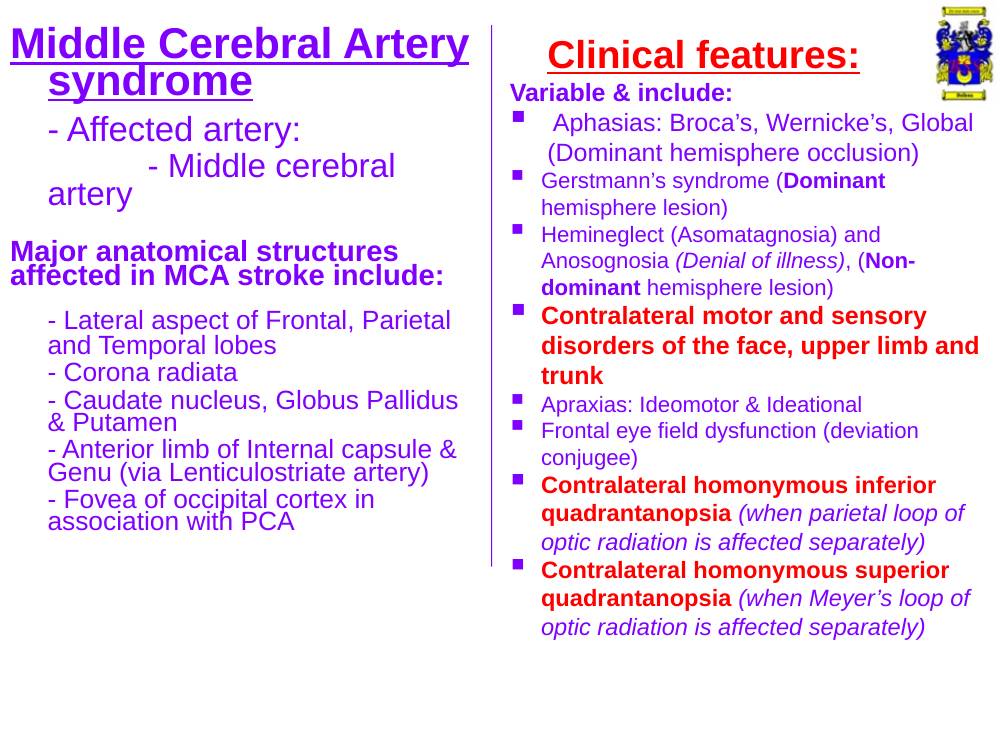 Middle Cerebral Artery
syndrome
- Affected artery:
- Middle cerebral
artery
Major anatomical structures
affected in MCA stroke include:
- Lateral aspect of Frontal, Parietal
and Temporal lobes
- Corona radiata
- Caudate nucleus, Globus Pallidus
& Putamen
- Anterior limb of Internal capsule &
Genu (via Lenticulostriate artery)
- Fovea of occipital cortex in
association with PCA
Clinical features:
Variable & include:
▪ Aphasias: Broca’s, Wernicke’s, Global
(Dominant hemisphere occlusion)
▪ Gerstmann’s syndrome (Dominant
hemisphere lesion)
▪ Hemineglect (Asomatagnosia) and
Anosognosia (Denial of illness), (Non-
dominant hemisphere lesion)
▪ Contralateral motor and sensory
disorders of the face, upper limb and
trunk
▪ Apraxias: Ideomotor & Ideational
▪ Frontal eye field dysfunction (deviation
conjugee)
▪ Contralateral homonymous inferior
quadrantanopsia (when parietal loop of
optic radiation is affected separately)
▪ Contralateral homonymous superior
quadrantanopsia (when Meyer’s loop of
optic radiation is affected separately)